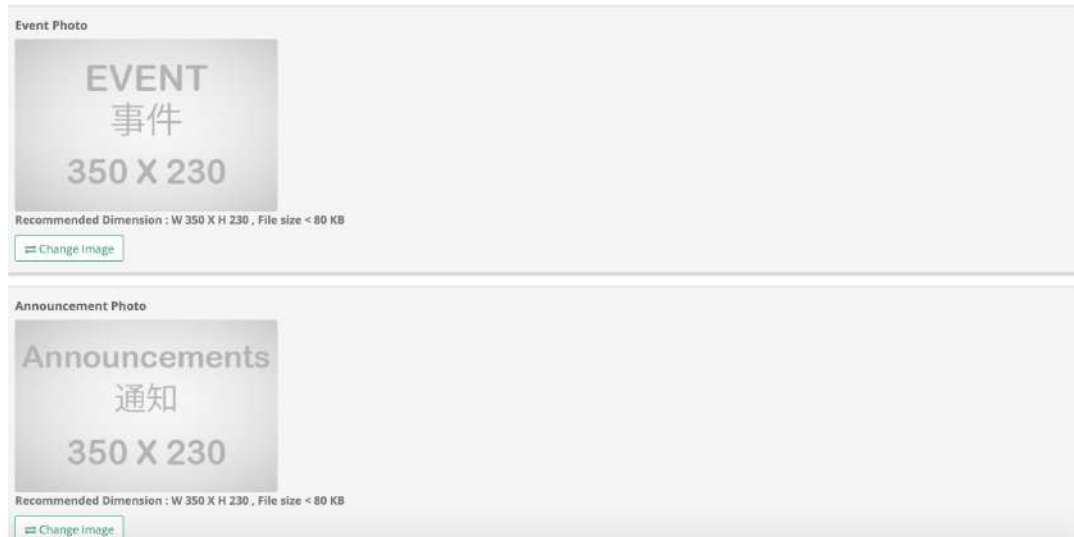 Event Photo
EVENT
事件
350 X 230
Recommended Dimension : W 350 X H 230 , File size < 80 KB
Change Image
Announcement Photo
Announcements
通知
350 X 230
Recommended Dimension : W 350 X H 230 , File size < 80 KB
Change Image